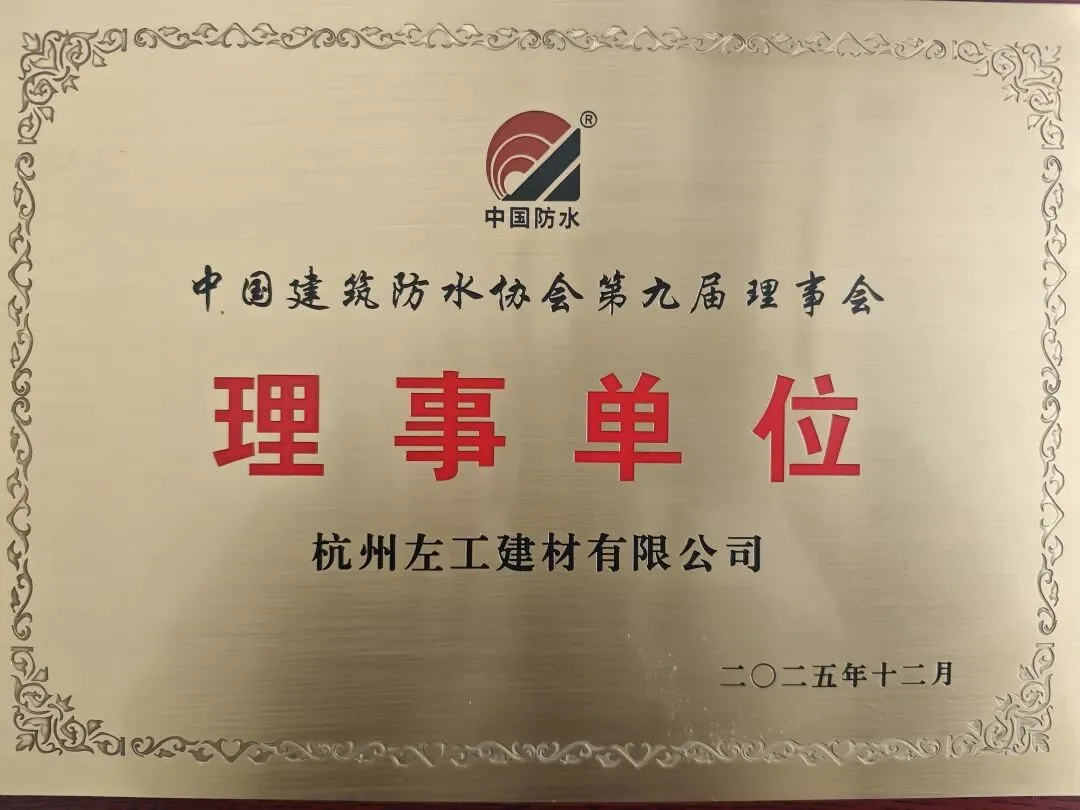 ®
中国防水
中国建筑防水协会第九届理事会
理事单位
杭州左工建材有限公司
二〇二五年十二月